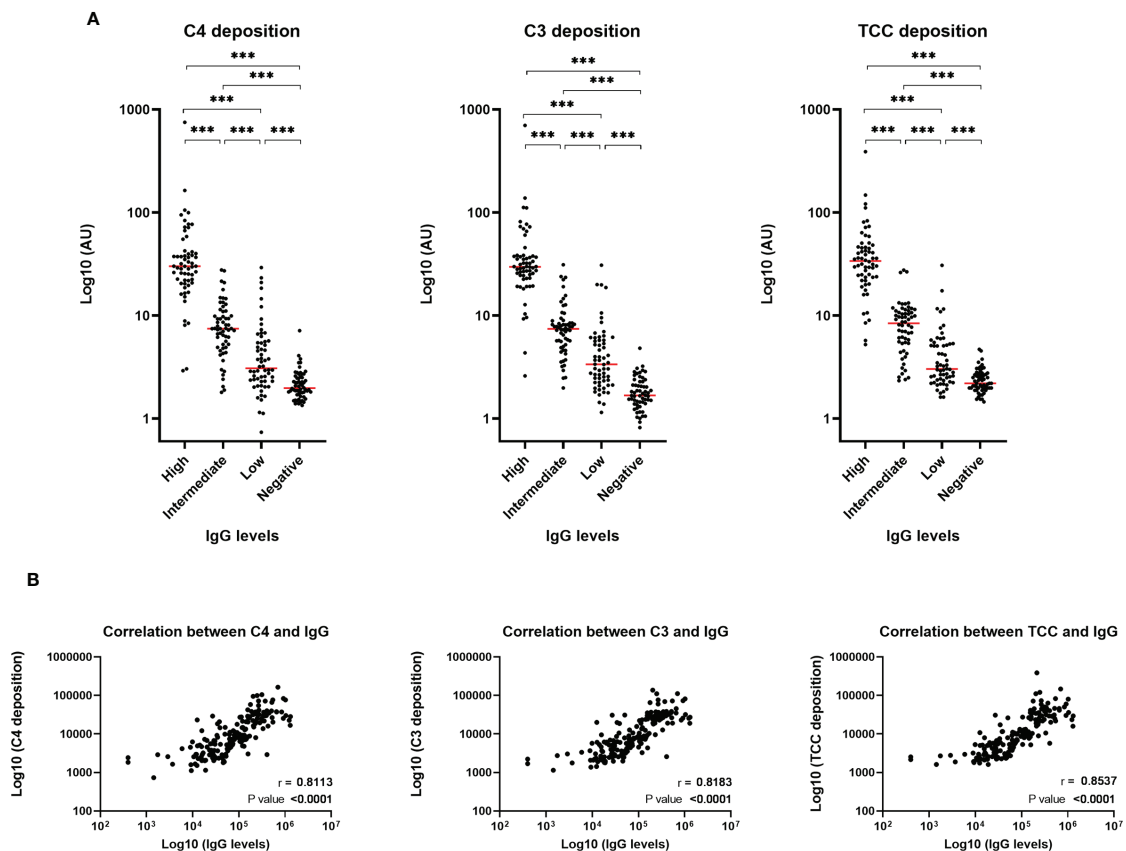 A
C4 deposition
C3 deposition
TCC deposition
***
***
***
*** *** ***
***
***
***
*** *** ***
***
***
***
*** *** ***
Log10 (AU)
1000
100
10
1
High
Intermediate
Low
Negative
IgG levels
Log10 (AU)
1000
100
10
1
High
Intermediate
Low
Negative
IgG levels
Log10 (AU)
1000
100
10
1
High
Intermediate
Low
Negative
IgG levels
B
Correlation between C4 and IgG
Log10 (C4 deposition)
1000000
100000
10000
1000
100
r = 0.8113
P value <0.0001
10² 10³ 10⁴ 10⁵ 10⁶ 10⁷
Log10 (IgG levels)
Correlation between C3 and IgG
Log10 (C3 deposition)
1000000
100000
10000
1000
100
r = 0.8183
P value <0.0001
10² 10³ 10⁴ 10⁵ 10⁶ 10⁷
Log10 (IgG levels)
Correlation between TCC and IgG
Log10 (TCC deposition)
1000000
100000
10000
1000
100
r = 0.8537
P value <0.0001
10² 10³ 10⁴ 10⁵ 10⁶ 10⁷
Log10 (IgG levels)